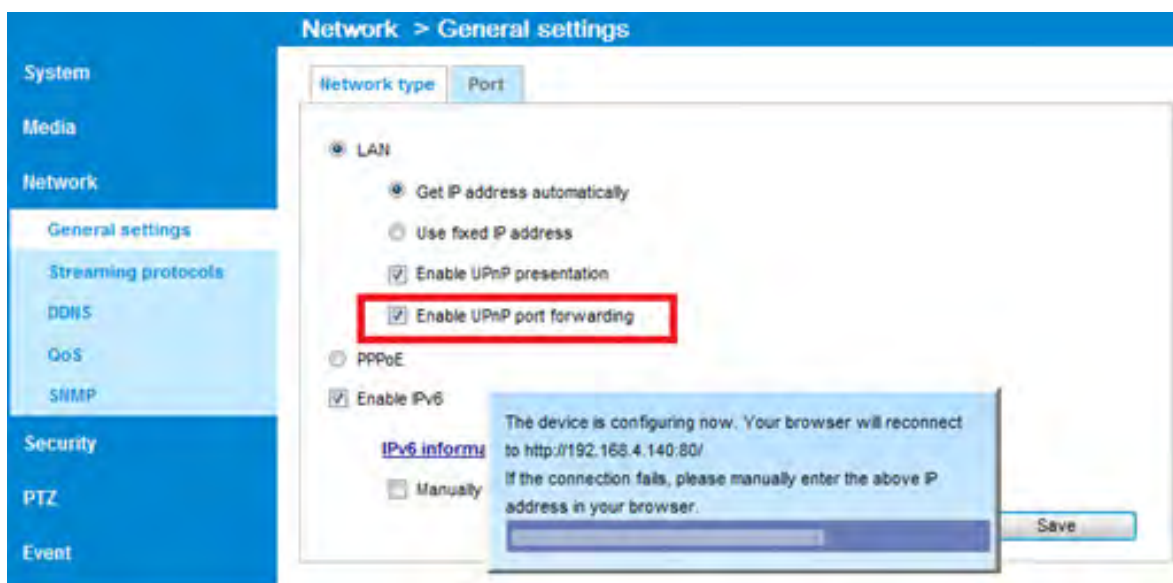 Network > General settings
System
Media
Network
General settings
Streaming protocols
DDNS
QoS
SNMP
Security
PTZ
Event
Network type
Port
LAN
Get IP address automatically
Use fixed IP address
Enable UPnP presentation
Enable UPnP port forwarding
PPPoE
Enable IPv6
IPv6 informa
Manually
The device is configuring now. Your browser will reconnect
to http://192.168.4.140:80/
If the connection fails, please manually enter the above IP
address in your browser.
Save